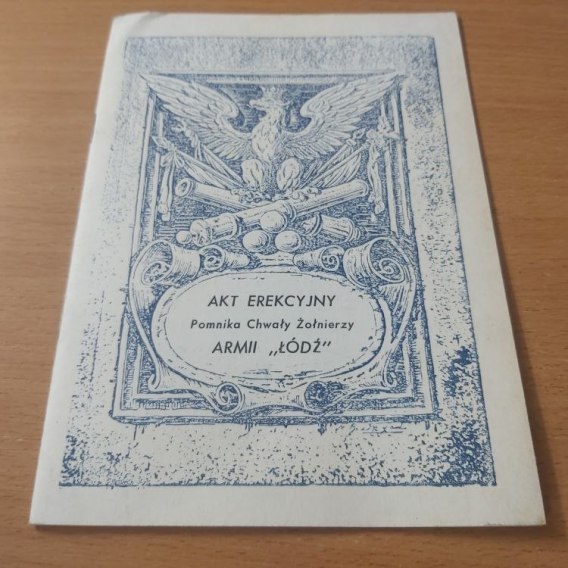 AKT EREKCYJNY
Pomnika Chwały Żołnierzy
ARMII „ŁÓDŹ"